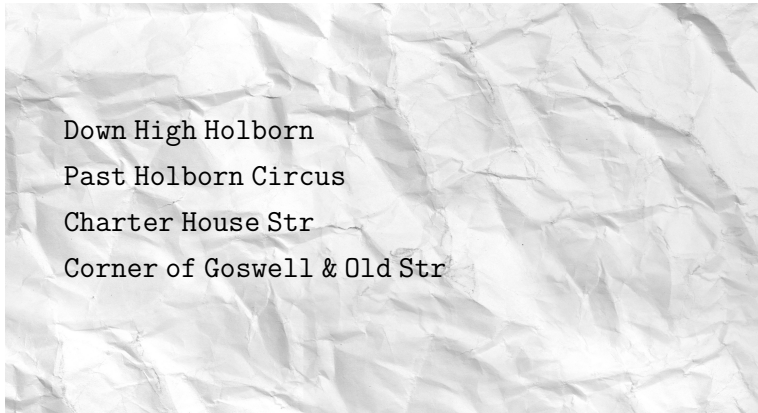 Down High Holborn
Past Holborn Circus
Charter House Str
Corner of Goswell & Old Str